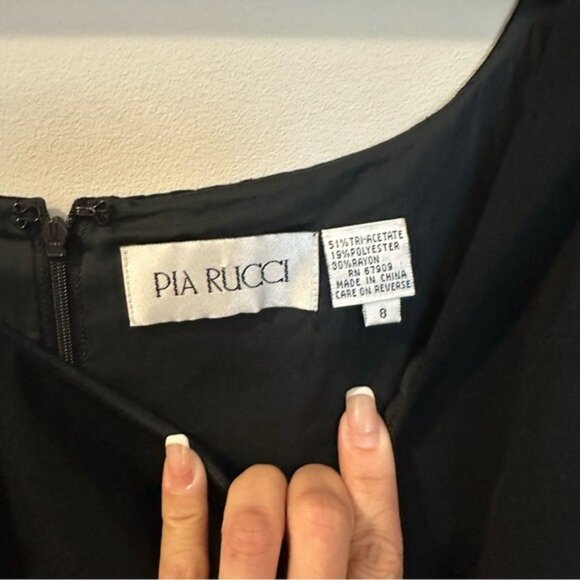 PIA RUCCI
51% TRI-ACETATE
19% POLYESTER
30% RAYON
RN 67909
MADE IN CHINA
CARE ON REVERSE
8